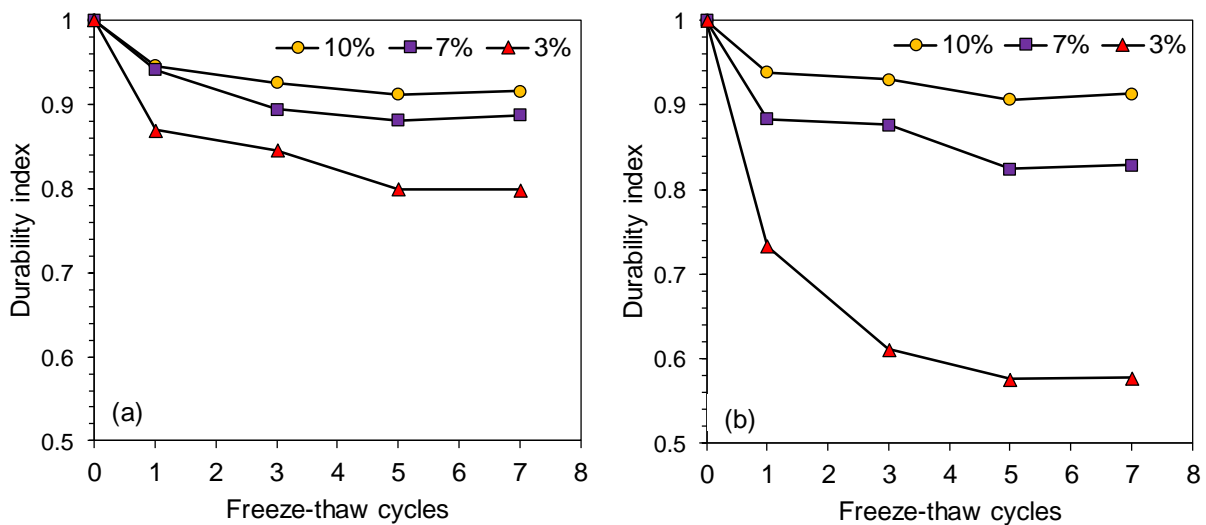 1
0.9
0.8
0.7
0.6
0.5
Durability index
10% 7% 3%
(a)
0 1 2 3 4 5 6 7 8
Freeze-thaw cycles
1
0.9
0.8
0.7
0.6
0.5
Durability index
10% 7% 3%
(b)
0 1 2 3 4 5 6 7 8
Freeze-thaw cycles